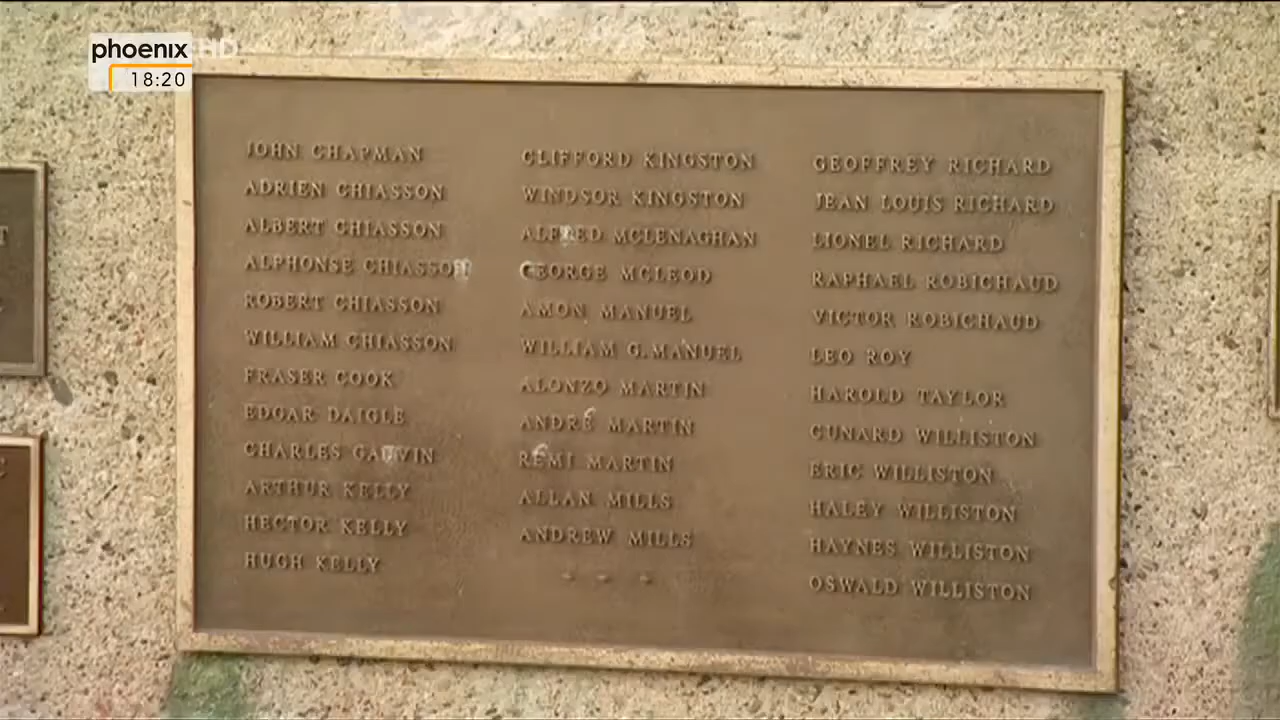 phoenix HD
18:20
JOHN CHAPMAN
ADRIEN CHIASSON
ALBERT CHIASSON
ALPHONSE CHIASSON
ROBERT CHIASSON
WILLIAM CHIASSON
FRASER COOK
EDGAR DAIGLE
CHARLES GAUVIN
ARTHUR KELLY
HECTOR KELLY
HUGH KELLY
CLIFFORD KINGSTON
WINDSOR KINGSTON
ALFRED MCLENAGHAN
GEORGE MCLEOD
AMON MANUEL
WILLIAM G.MANUEL
ALONZO MARTIN
ANDRÉ MARTIN
RÉMI MARTIN
ALLAN MILLS
ANDREW MILLS
GEOFFREY RICHARD
JEAN LOUIS RICHARD
LIONEL RICHARD
RAPHAEL ROBICHAUD
VICTOR ROBICHAUD
LEO ROY
HAROLD TAYLOR
CUNARD WILLISTON
ERIC WILLISTON
HALEY WILLISTON
HAYNES WILLISTON
OSWALD WILLISTON